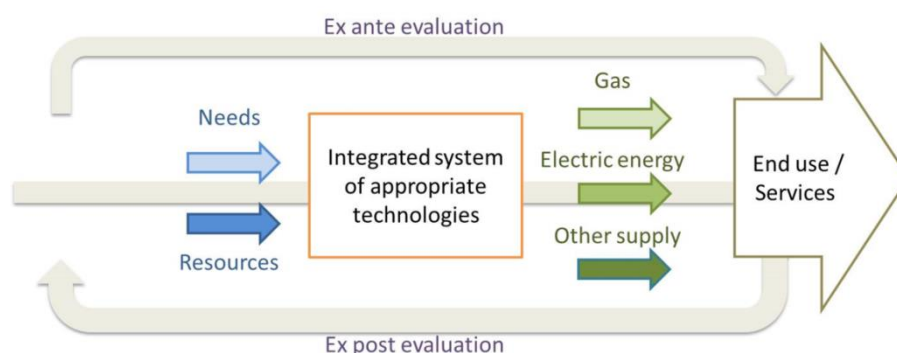 Ex ante evaluation
Needs
Resources
Integrated system
of appropriate
technologies
Gas
Electric energy
Other supply
End use /
Services
Ex post evaluation